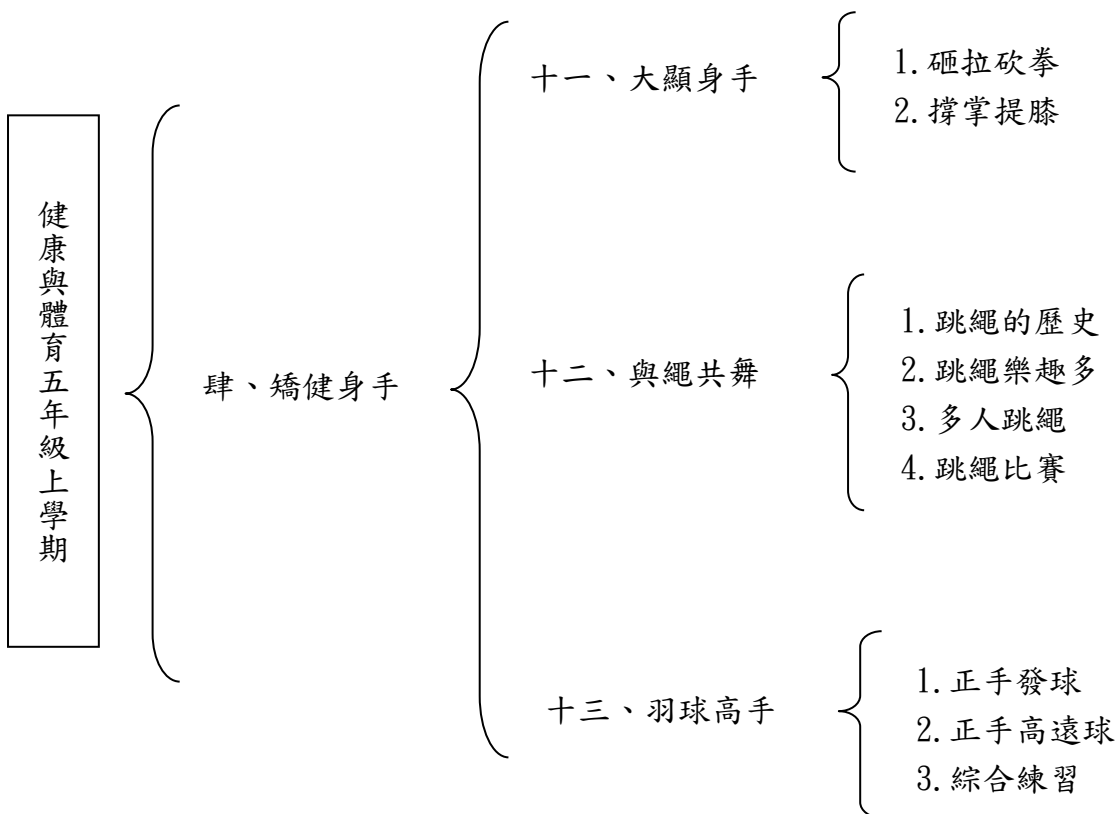 健康與體育五年級上學期
肆、矯健身手
十一、大顯身手
1.砸拉砍拳
2.撐掌提膝
十二、與繩共舞
1.跳繩的歷史
2.跳繩樂趣多
3.多人跳繩
4.跳繩比賽
十三、羽球高手
1.正手發球
2.正手高遠球
3.綜合練習